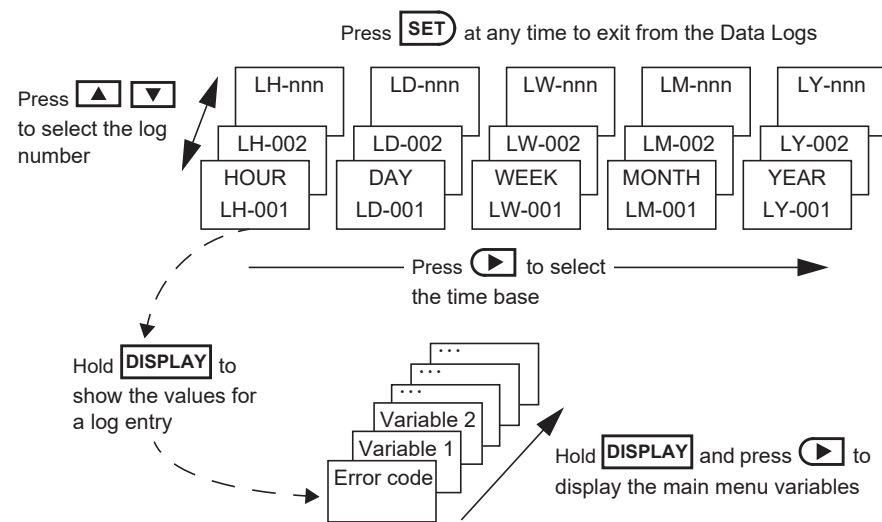 Press SET at any time to exit from the Data Logs
Press ▲ ▼
to select the log
number
LH-nnn LD-nnn LW-nnn LM-nnn LY-nnn
LH-002 LD-002 LW-002 LM-002 LY-002
HOUR DAY WEEK MONTH YEAR
LH-001 LD-001 LW-001 LM-001 LY-001
Press ▶ to select
the time base
Hold DISPLAY to
show the values for
a log entry
...
...
...
Variable 2
Variable 1
Error code
Hold DISPLAY and press ▶ to
display the main menu variables